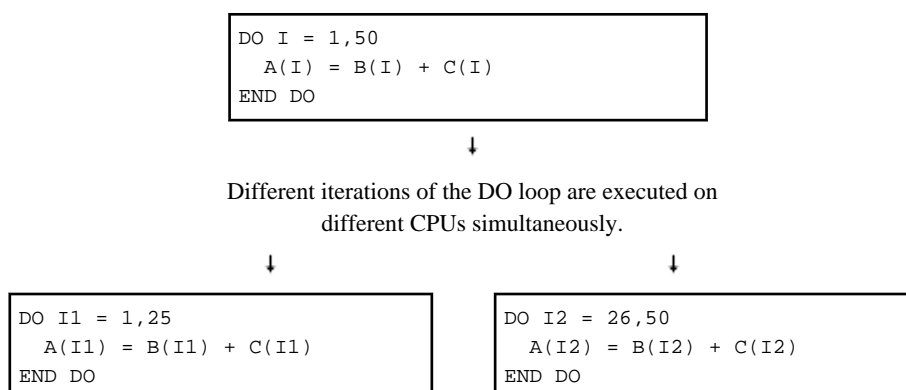 DO I = 1,50
A(I) = B(I) + C(I)
END DO
Different iterations of the DO loop are executed on
different CPUs simultaneously.
DO I1 = 1,25
A(I1) = B(I1) + C(I1)
END DO
DO I2 = 26,50
A(I2) = B(I2) + C(I2)
END DO